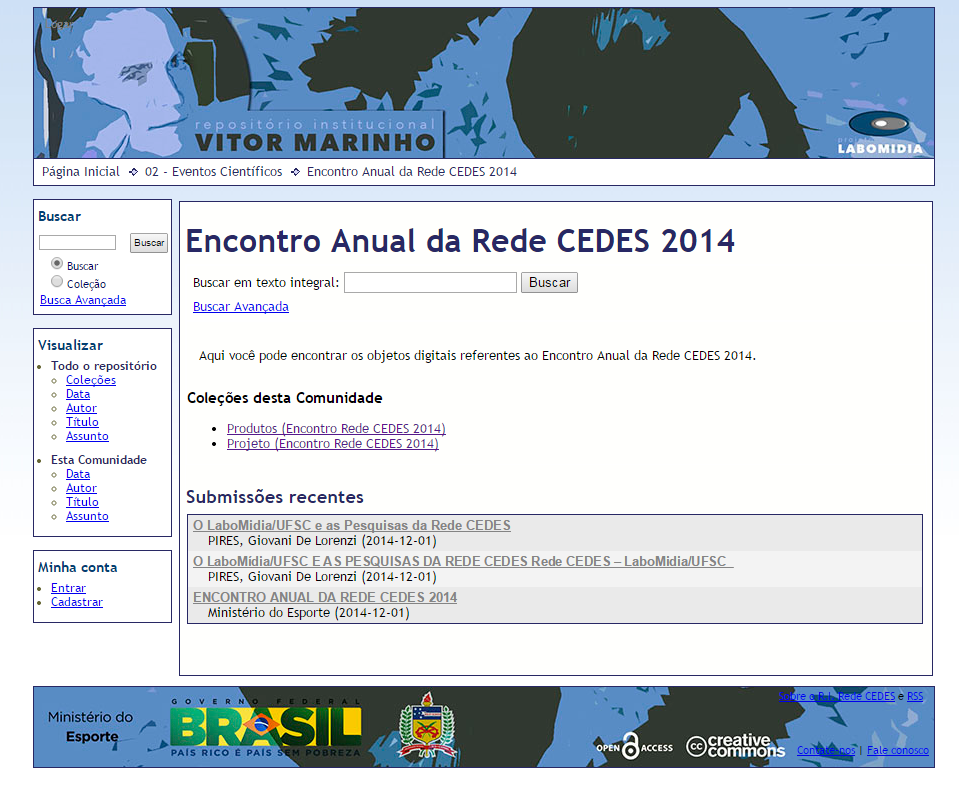 repositório institucional
VITOR MARINHO
LABOMIDIA
Página Inicial 02 - Eventos Científicos Encontro Anual da Rede CEDES 2014
Buscar
Buscar
Buscar
Coleção
Busca Avançada
Visualizar
Todo o repositório
Coleções
Data
Autor
Título
Assunto
Esta Comunidade
Data
Autor
Título
Assunto
Minha conta
Entrar
Cadastrar
Encontro Anual da Rede CEDES 2014
Buscar em texto integral: Buscar
Buscar Avançada
Aqui você pode encontrar os objetos digitais referentes ao Encontro Anual da Rede CEDES 2014.
Coleções desta Comunidade
Produtos (Encontro Rede CEDES 2014)
Projeto (Encontro Rede CEDES 2014)
Submissões recentes
O LaboMidia/UFSC e as Pesquisas da Rede CEDES
PIRES, Giovani De Lorenzi (2014-12-01)
O LaboMidia/UFSC E AS PESQUISAS DA REDE CEDES Rede CEDES – LaboMidia/UFSC
PIRES, Giovani De Lorenzi (2014-12-01)
ENCONTRO ANUAL DA REDE CEDES 2014
Ministério do Esporte (2014-12-01)
Ministério do
Esporte
GOVERNO FEDERAL
BRASIL
PAÍS RICO É PAÍS SEM POBREZA
OPEN ACCESS
cc creative
commons
Sobre o R.I. Rede CEDES e RSS
Contate-nos | Fale conosco